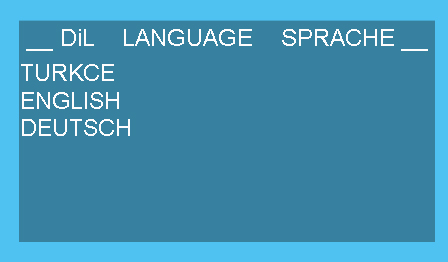 __ DiL LANGUAGE SPRACHE __
TURKCE
ENGLISH
DEUTSCH